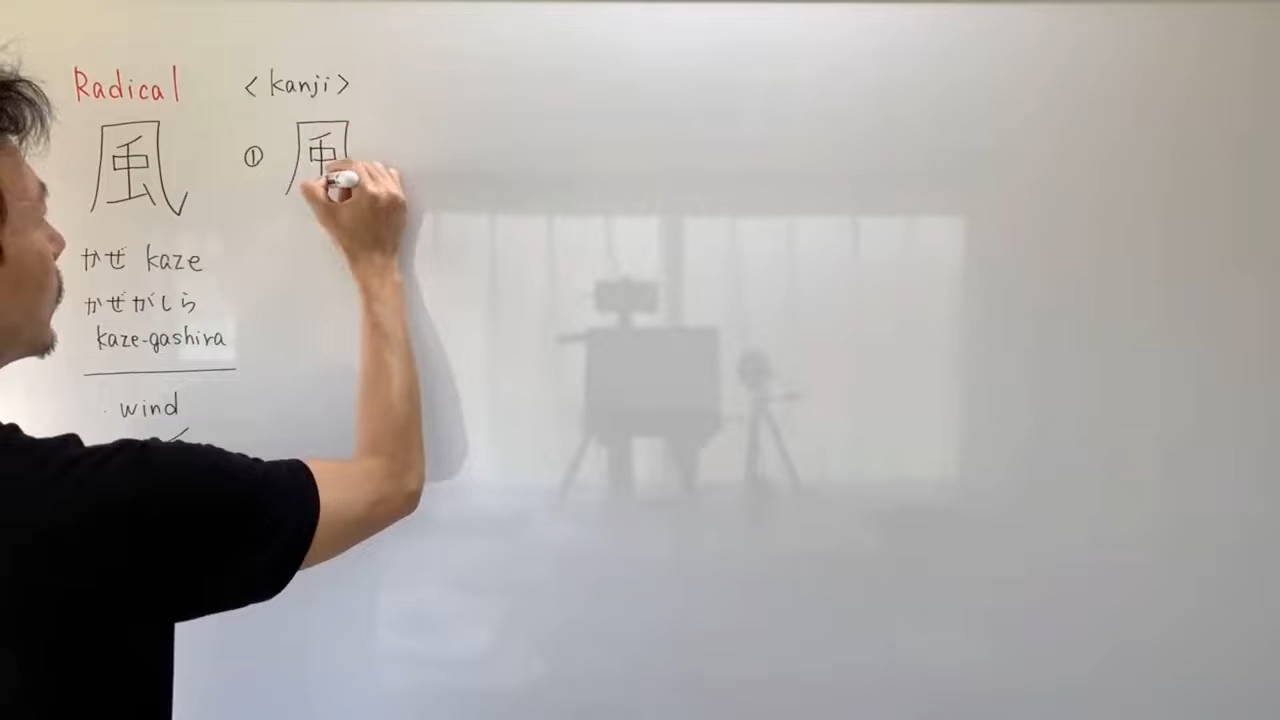 Radical
風
かぜ kaze
かぜがしら
kaze-gashira
wind
<kanji>
① 風